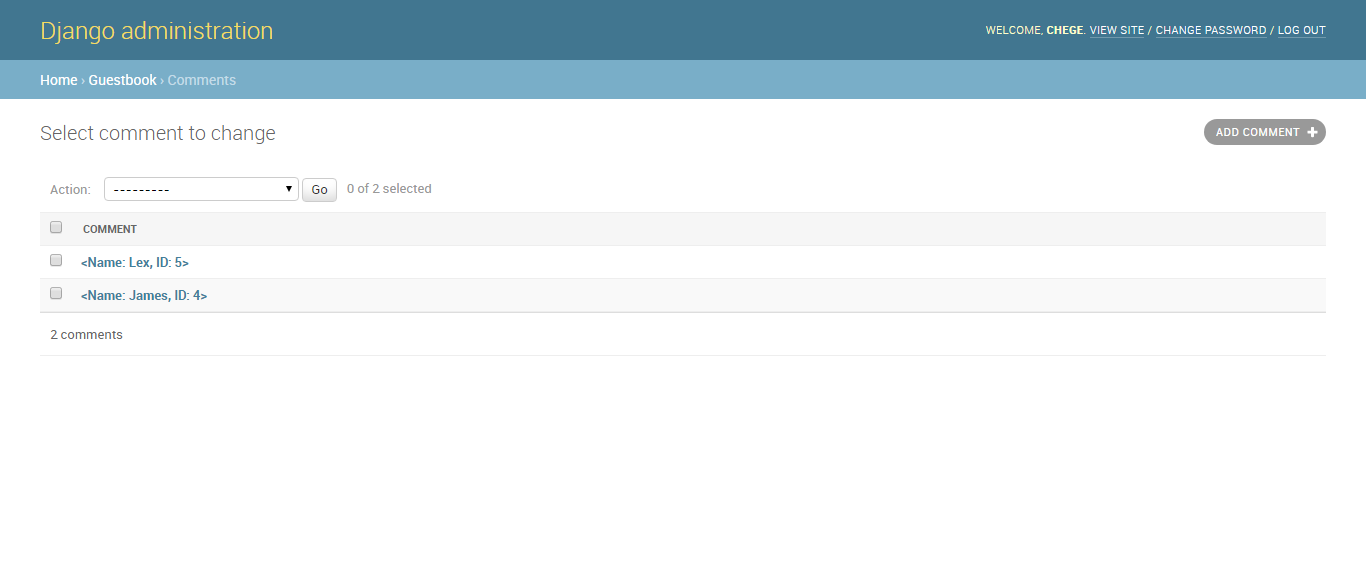 Django administration
WELCOME, CHEGE. VIEW SITE / CHANGE PASSWORD / LOG OUT
Home › Guestbook › Comments
Select comment to change
ADD COMMENT +
Action: --------- Go 0 of 2 selected
COMMENT
<Name: Lex, ID: 5>
<Name: James, ID: 4>
2 comments